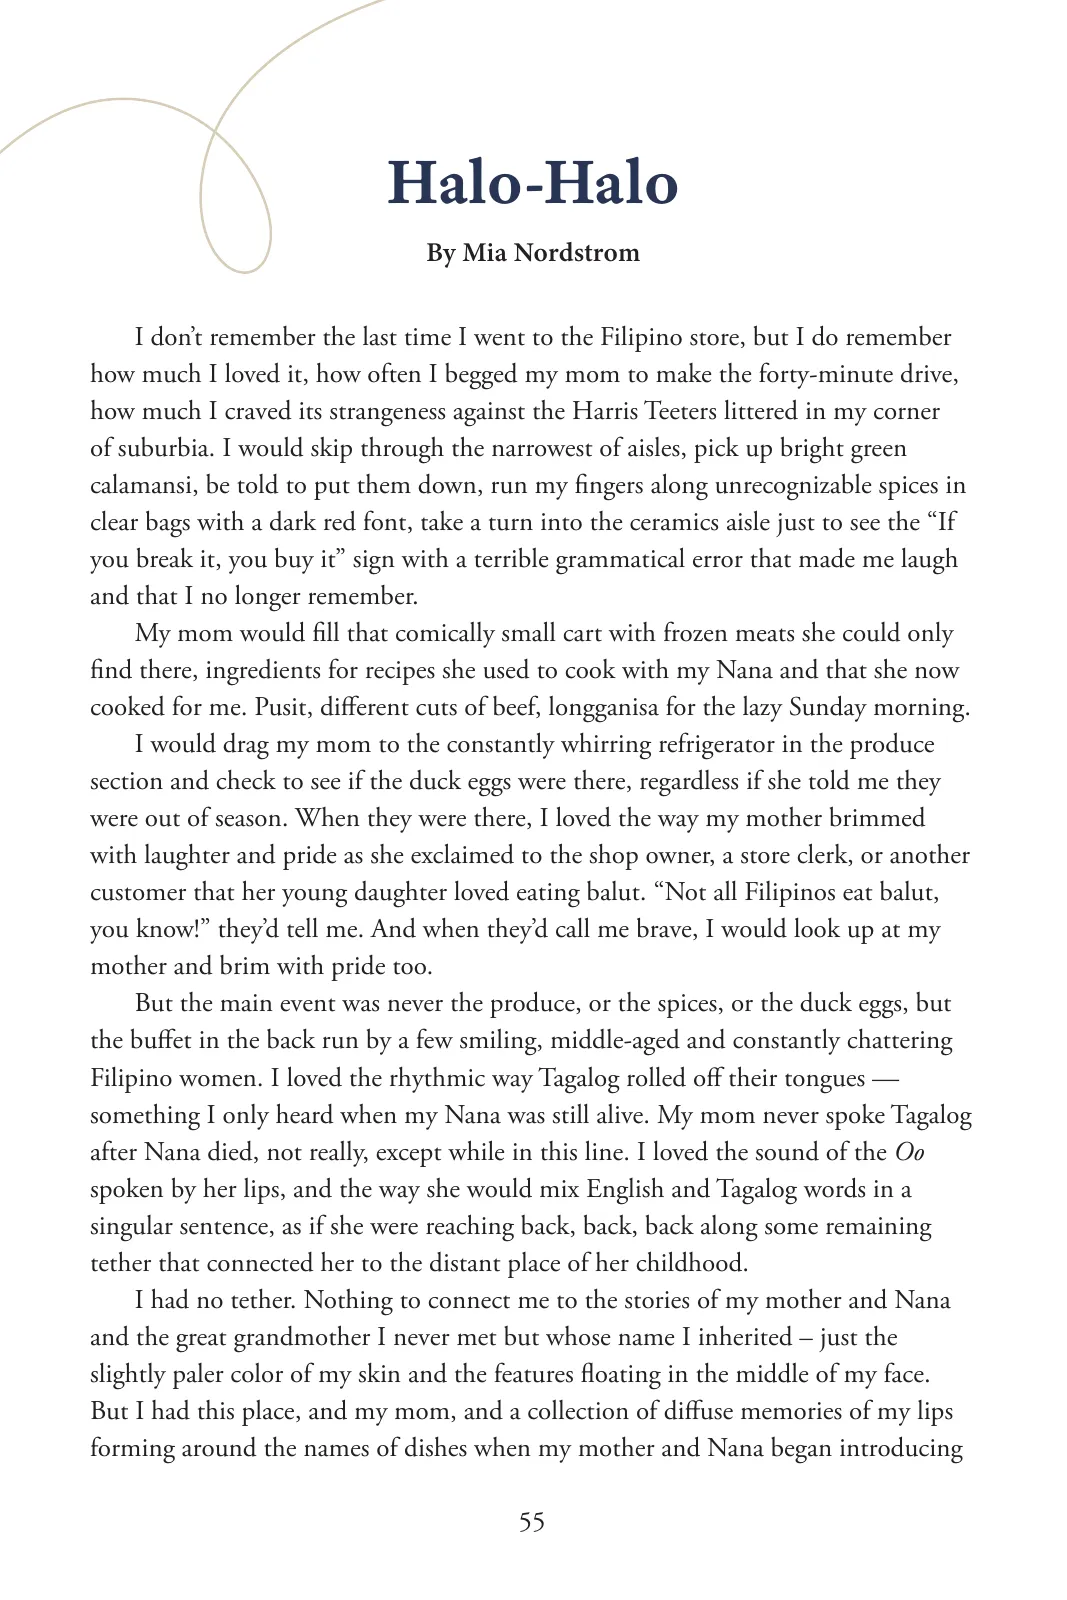 Halo-Halo
By Mia Nordstrom
I don’t remember the last time I went to the Filipino store, but I do remember
how much I loved it, how often I begged my mom to make the forty-minute drive,
how much I craved its strangeness against the Harris Teeters littered in my corner
of suburbia. I would skip through the narrowest of aisles, pick up bright green
calamansi, be told to put them down, run my fingers along unrecognizable spices in
clear bags with a dark red font, take a turn into the ceramics aisle just to see the “If
you break it, you buy it” sign with a terrible grammatical error that made me laugh
and that I no longer remember.
My mom would fill that comically small cart with frozen meats she could only
find there, ingredients for recipes she used to cook with my Nana and that she now
cooked for me. Pusit, different cuts of beef, longganisa for the lazy Sunday morning.
I would drag my mom to the constantly whirring refrigerator in the produce
section and check to see if the duck eggs were there, regardless if she told me they
were out of season. When they were there, I loved the way my mother brimmed
with laughter and pride as she exclaimed to the shop owner, a store clerk, or another
customer that her young daughter loved eating balut. “Not all Filipinos eat balut,
you know!” they’d tell me. And when they’d call me brave, I would look up at my
mother and brim with pride too.
But the main event was never the produce, or the spices, or the duck eggs, but
the buffet in the back run by a few smiling, middle-aged and constantly chattering
Filipino women. I loved the rhythmic way Tagalog rolled off their tongues —
something I only heard when my Nana was still alive. My mom never spoke Tagalog
after Nana died, not really, except while in this line. I loved the sound of the Oo
spoken by her lips, and the way she would mix English and Tagalog words in a
singular sentence, as if she were reaching back, back, back along some remaining
tether that connected her to the distant place of her childhood.
I had no tether. Nothing to connect me to the stories of my mother and Nana
and the great grandmother I never met but whose name I inherited – just the
slightly paler color of my skin and the features floating in the middle of my face.
But I had this place, and my mom, and a collection of diffuse memories of my lips
forming around the names of dishes when my mother and Nana began introducing
55